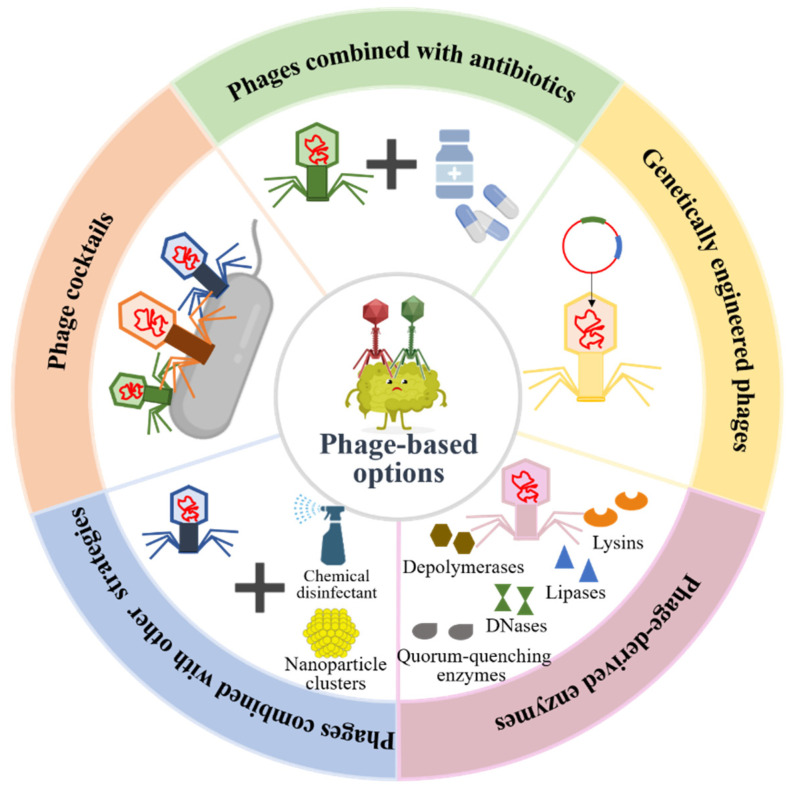 Phages combined with antibiotics
Genetically engineered phages
Phage-derived enzymes
Phages combined with other strategies
Phage cocktails
Phage-based
options
Lysins
Depolymerases
Lipases
DNases
Quorum-quenching
enzymes
Chemical
disinfectant
Nanoparticle
clusters